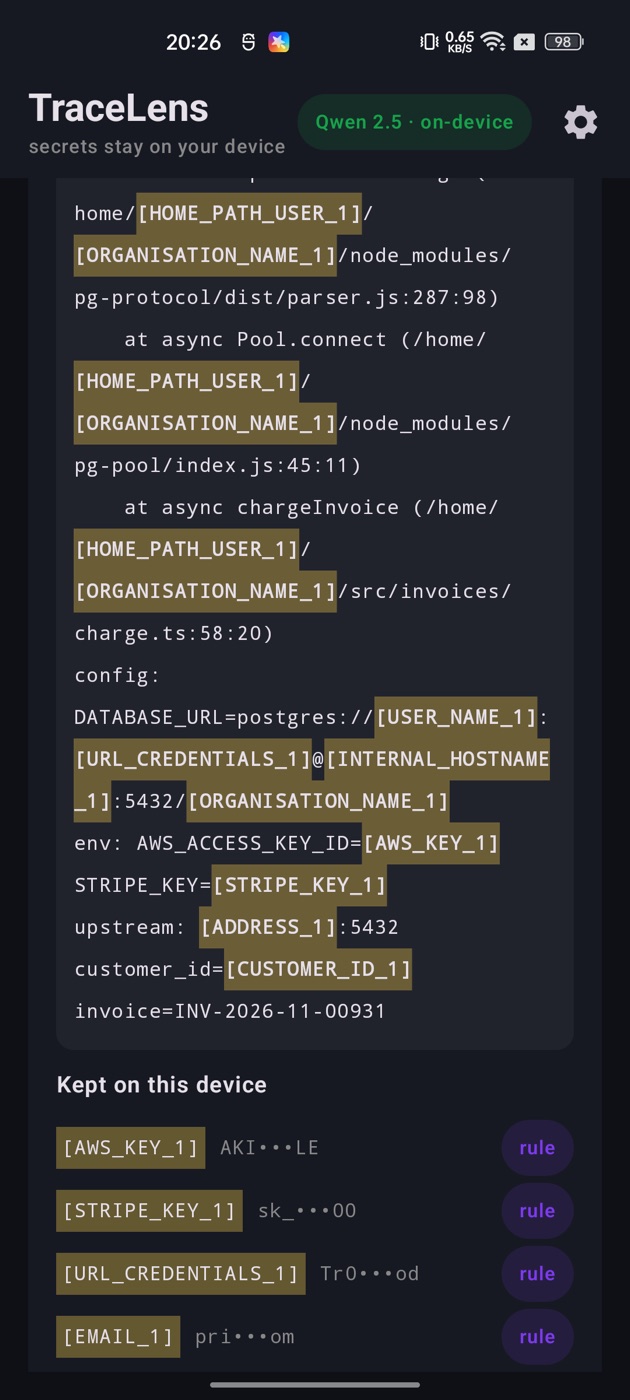 20:26
0.65 KB/S
98
TraceLens
secrets stay on your device
Qwen 2.5 · on-device
home/[HOME_PATH_USER_1]/
[ORGANISATION_NAME_1]/node_modules/
pg-protocol/dist/parser.js:287:98)
at async Pool.connect (/home/
[HOME_PATH_USER_1]/
[ORGANISATION_NAME_1]/node_modules/
pg-pool/index.js:45:11)
at async chargeInvoice (/home/
[HOME_PATH_USER_1]/
[ORGANISATION_NAME_1]/src/invoices/
charge.ts:58:20)
config:
DATABASE_URL=postgres://[USER_NAME_1]:
[URL_CREDENTIALS_1]@[INTERNAL_HOSTNAME
_1]:5432/[ORGANISATION_NAME_1]
env: AWS_ACCESS_KEY_ID=[AWS_KEY_1]
STRIPE_KEY=[STRIPE_KEY_1]
upstream: [ADDRESS_1]:5432
customer_id=[CUSTOMER_ID_1]
invoice=INV-2026-11-00931
Kept on this device
[AWS_KEY_1] AKI•••LE rule
[STRIPE_KEY_1] sk_•••OO rule
[URL_CREDENTIALS_1] Tr0•••od rule
[EMAIL_1] pri•••om rule